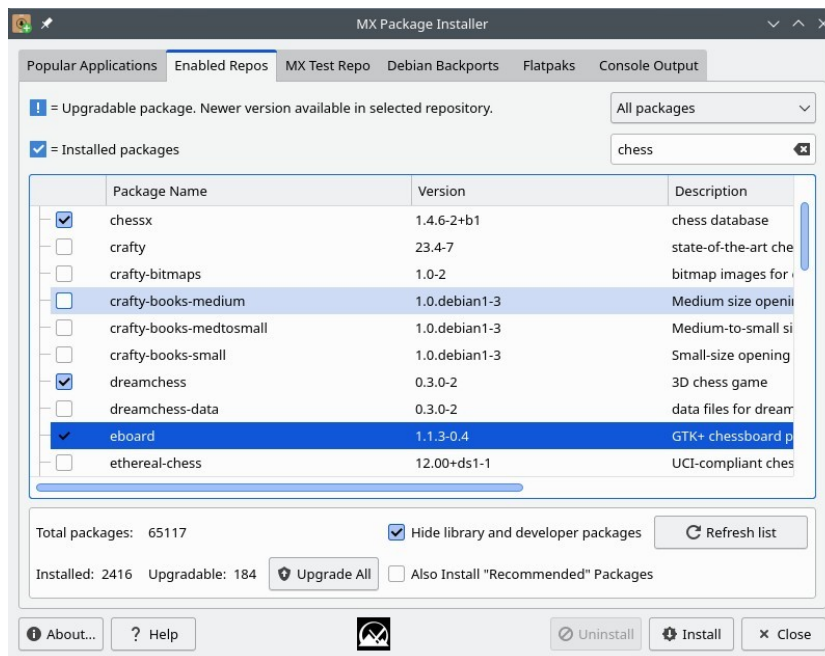 MX Package Installer
Popular Applications Enabled Repos MX Test Repo Debian Backports Flatpaks Console Output
! = Upgradable package. Newer version available in selected repository. All packages
= Installed packages chess
Package Name Version Description
chessx 1.4.6-2+b1 chess database
crafty 23.4-7 state-of-the-art che
crafty-bitmaps 1.0-2 bitmap images for
crafty-books-medium 1.0.debian1-3 Medium size openi
crafty-books-medtosmall 1.0.debian1-3 Medium-to-small si
crafty-books-small 1.0.debian1-3 Small-size opening
dreamchess 0.3.0-2 3D chess game
dreamchess-data 0.3.0-2 data files for dream
eboard 1.1.3-0.4 GTK+ chessboard p
ethereal-chess 12.00+ds1-1 UCI-compliant ches
Total packages: 65117 Hide library and developer packages Refresh list
Installed: 2416 Upgradable: 184 Upgrade All Also Install "Recommended" Packages
About... ? Help Uninstall Install Close